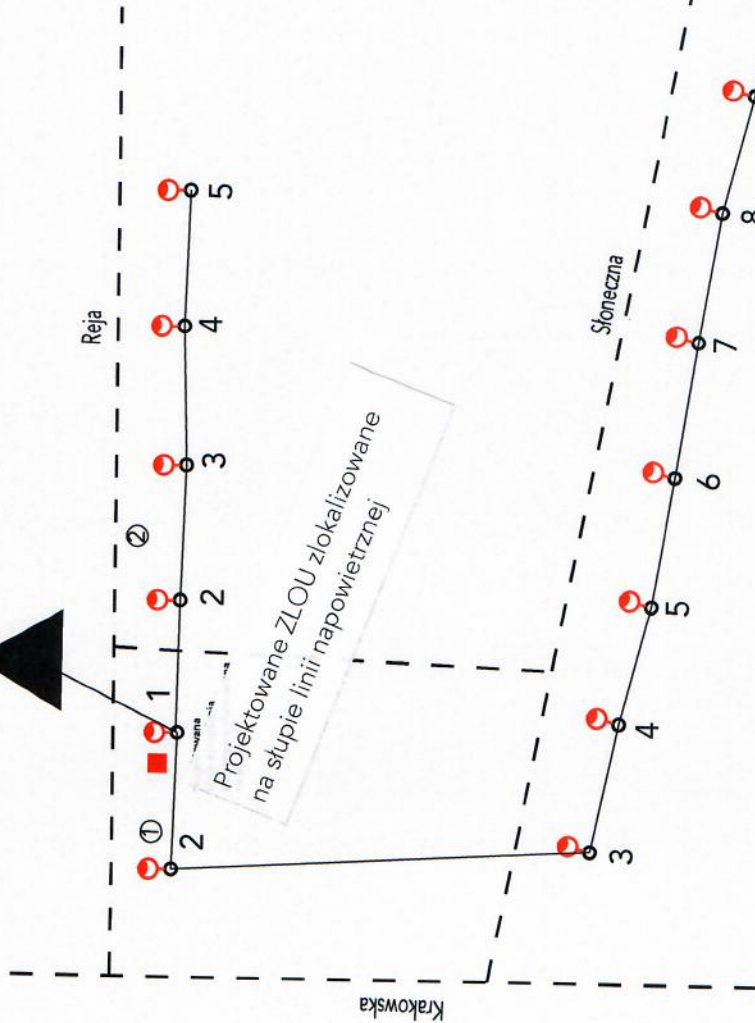 Reja
5
4
3
②
2
1
①
2
Projektowane ZLOU zlokalizowane
na słupie linii napowietrznej
Słoneczna
8
7
6
5
4
3
Krakowska